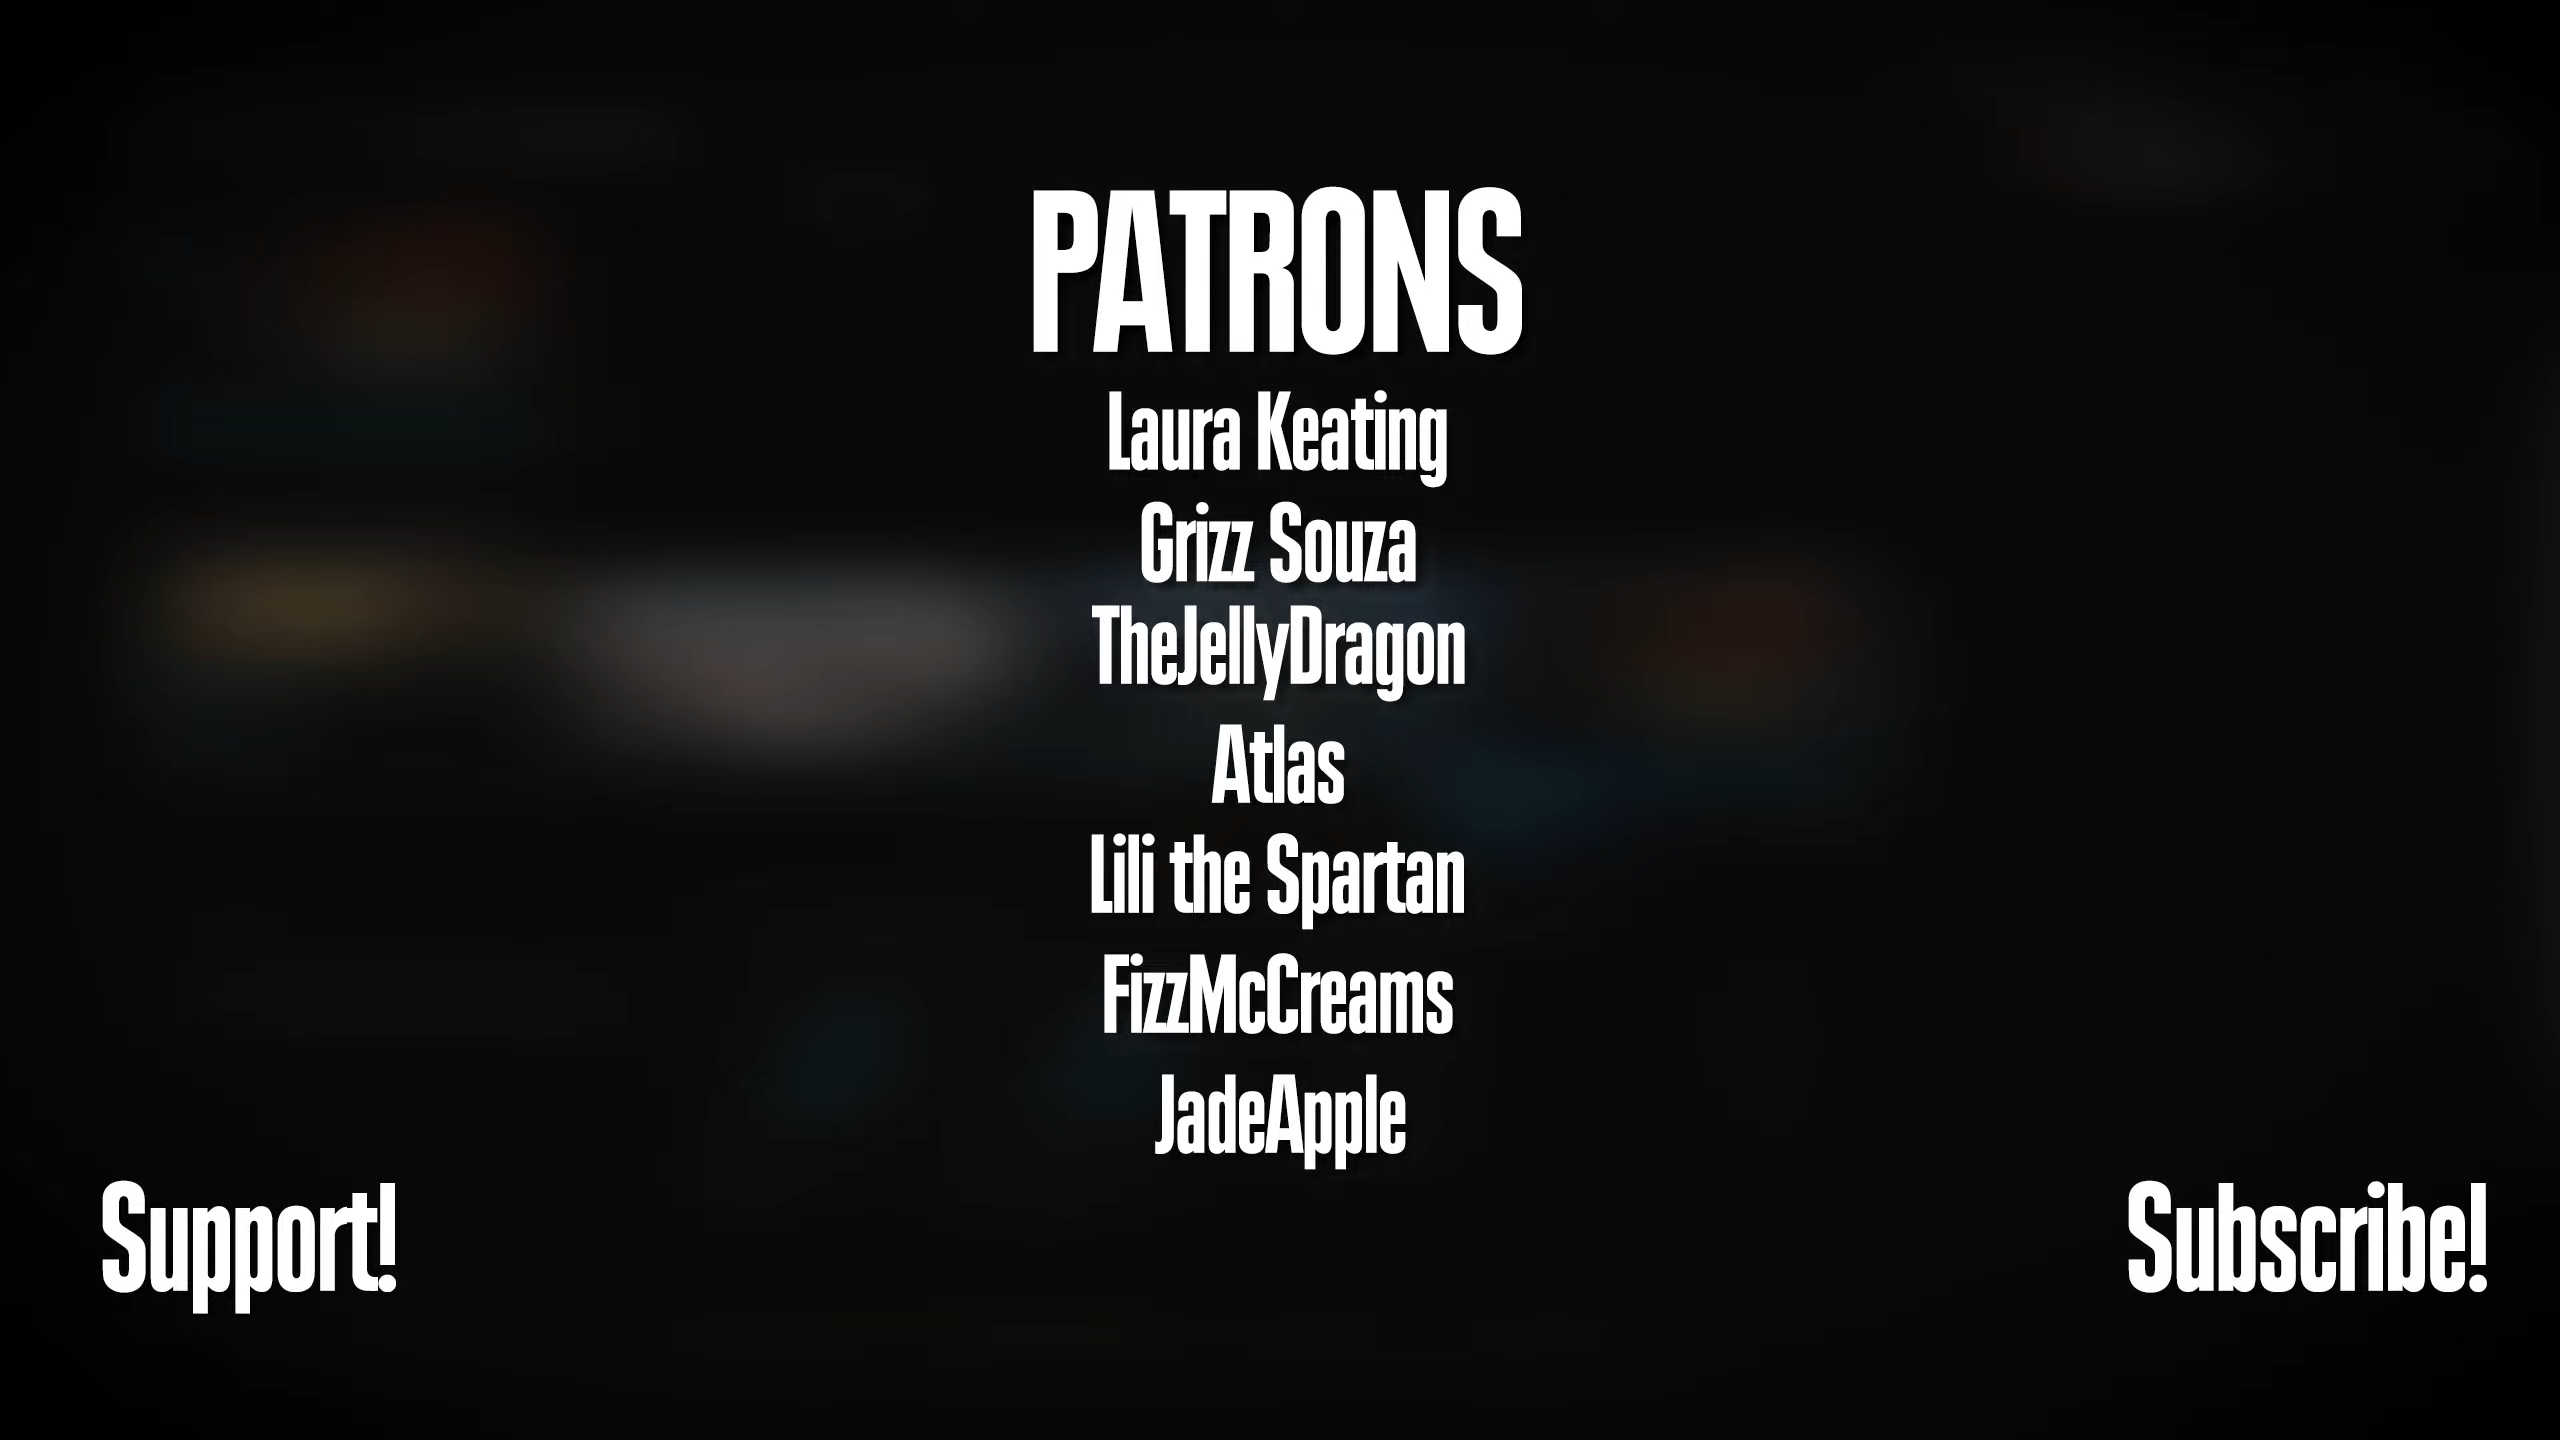 PATRONS
Laura Keating
Grizz Souza
TheJellyDragon
Atlas
Lili the Spartan
FizzMcCreams
JadeApple
Support!
Subscribe!